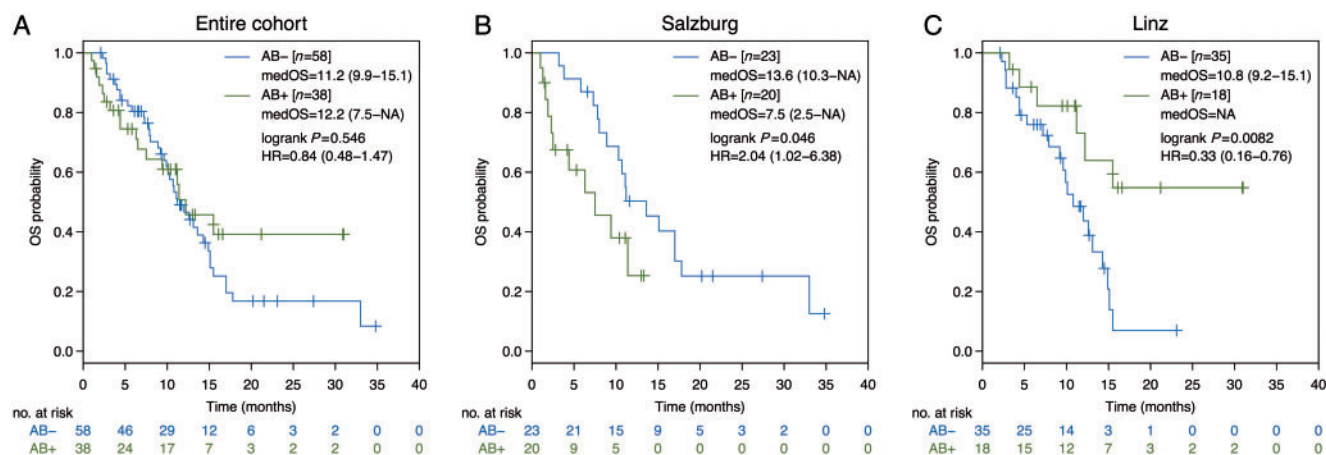 A
Entire cohort
AB− [n=58]
medOS=11.2 (9.9–15.1)
AB+ [n=38]
medOS=12.2 (7.5–NA)
logrank P=0.546
HR=0.84 (0.48–1.47)
OS probability
1.0
0.8
0.6
0.4
0.2
0.0
0 5 10 15 20 25 30 35 40
Time (months)
no. at risk
AB− 58 46 29 12 6 3 2 0 0
AB+ 38 24 17 7 3 2 2 0 0
B
Salzburg
AB− [n=23]
medOS=13.6 (10.3–NA)
AB+ [n=20]
medOS=7.5 (2.5–NA)
logrank P=0.046
HR=2.04 (1.02–6.38)
OS probability
1.0
0.8
0.6
0.4
0.2
0.0
0 5 10 15 20 25 30 35 40
Time (months)
no. at risk
AB− 23 21 15 9 5 3 2 0 0
AB+ 20 9 5 0 0 0 0 0 0
C
Linz
AB− [n=35]
medOS=10.8 (9.2–15.1)
AB+ [n=18]
medOS=NA
logrank P=0.0082
HR=0.33 (0.16–0.76)
OS probability
1.0
0.8
0.6
0.4
0.2
0.0
0 5 10 15 20 25 30 35 40
Time (months)
no. at risk
AB− 35 25 14 3 1 0 0 0 0
AB+ 18 15 12 7 3 2 2 0 0